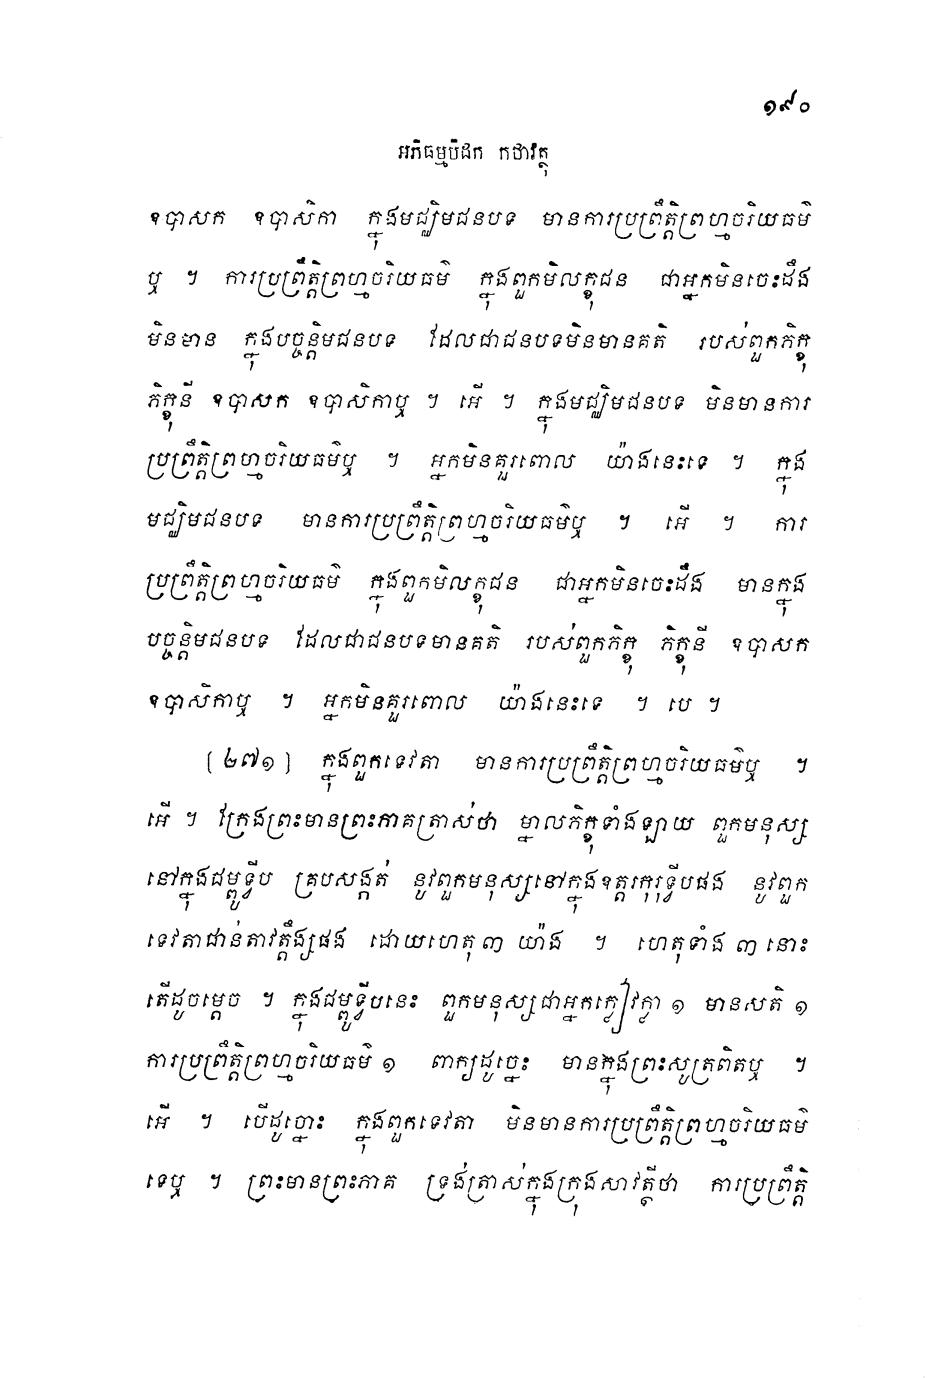 ១៩០
អភិធម្មបិដក កថាវត្ថុ
ឧបាសក ឧបាសិកា ក្នុងមជ្ឈិមជនបទ មានការប្រព្រឹត្តិព្រហ្មចរិយធម៌
ឬ ។ ការប្រព្រឹត្តិព្រហ្មចរិយធម៌ ក្នុងពួកមិលក្ខុជន ជាអ្នកមិនចេះដឹង
មិនមាន ក្នុងបច្ចន្តិមជនបទ ដែលជាជនបទមិនមានគតិ របស់ពួកភិក្ខុ
ភិក្ខុនី ឧបាសក ឧបាសិកាឬ ។ អើ ។ ក្នុងមជ្ឈិមជនបទ មិនមានការ
ប្រព្រឹត្តិព្រហ្មចរិយធម៌ឬ ។ អ្នកមិនគួរពោល យ៉ាងនេះទេ ។ ក្នុង
មជ្ឈិមជនបទ មានការប្រព្រឹត្តិព្រហ្មចរិយធម៌ឬ ។ អើ ។ ការ
ប្រព្រឹត្តិព្រហ្មចរិយធម៌ ក្នុងពួកមិលក្ខុជន ជាអ្នកមិនចេះដឹង មានក្នុង
បច្ចន្តិមជនបទ ដែលជាជនបទមានគតិ របស់ពួកភិក្ខុ ភិក្ខុនី ឧបាសក
ឧបាសិកាឬ ។ អ្នកមិនគួរពោល យ៉ាងនេះទេ ។ បេ ។
[២៧១] ក្នុងពួកទេវតា មានការប្រព្រឹត្តិព្រហ្មចរិយធម៌ឬ ។
អើ ។ ក្រែងព្រះមានព្រះភាគត្រាស់ថា ម្នាលភិក្ខុទាំងឡាយ ពួកមនុស្ស
នៅក្នុងជម្ពូទ្វីប គ្របសង្កត់ នូវពួកមនុស្សនៅក្នុងឧត្តរកុរុទ្វីបផង នូវពួក
ទេវតាជាន់តាវត្តឹង្សផង ដោយហេតុ ៣ យ៉ាង ។ ហេតុទាំង ៣ នោះ
តើដូចម្តេច ។ ក្នុងជម្ពូទ្វីបនេះ ពួកមនុស្សជាអ្នកក្លៀវក្លា ១ មានសតិ ១
ការប្រព្រឹត្តិព្រហ្មចរិយធម៌ ១ ពាក្យដូច្នេះ មានក្នុងព្រះសូត្រពិតឬ ។
អើ ។ បើដូច្នោះ ក្នុងពួកទេវតា មិនមានការប្រព្រឹត្តិព្រហ្មចរិយធម៌
ទេឬ ។ ព្រះមានព្រះភាគ ទ្រង់ត្រាស់ក្នុងក្រុងសាវត្ថីថា ការប្រព្រឹត្តិ